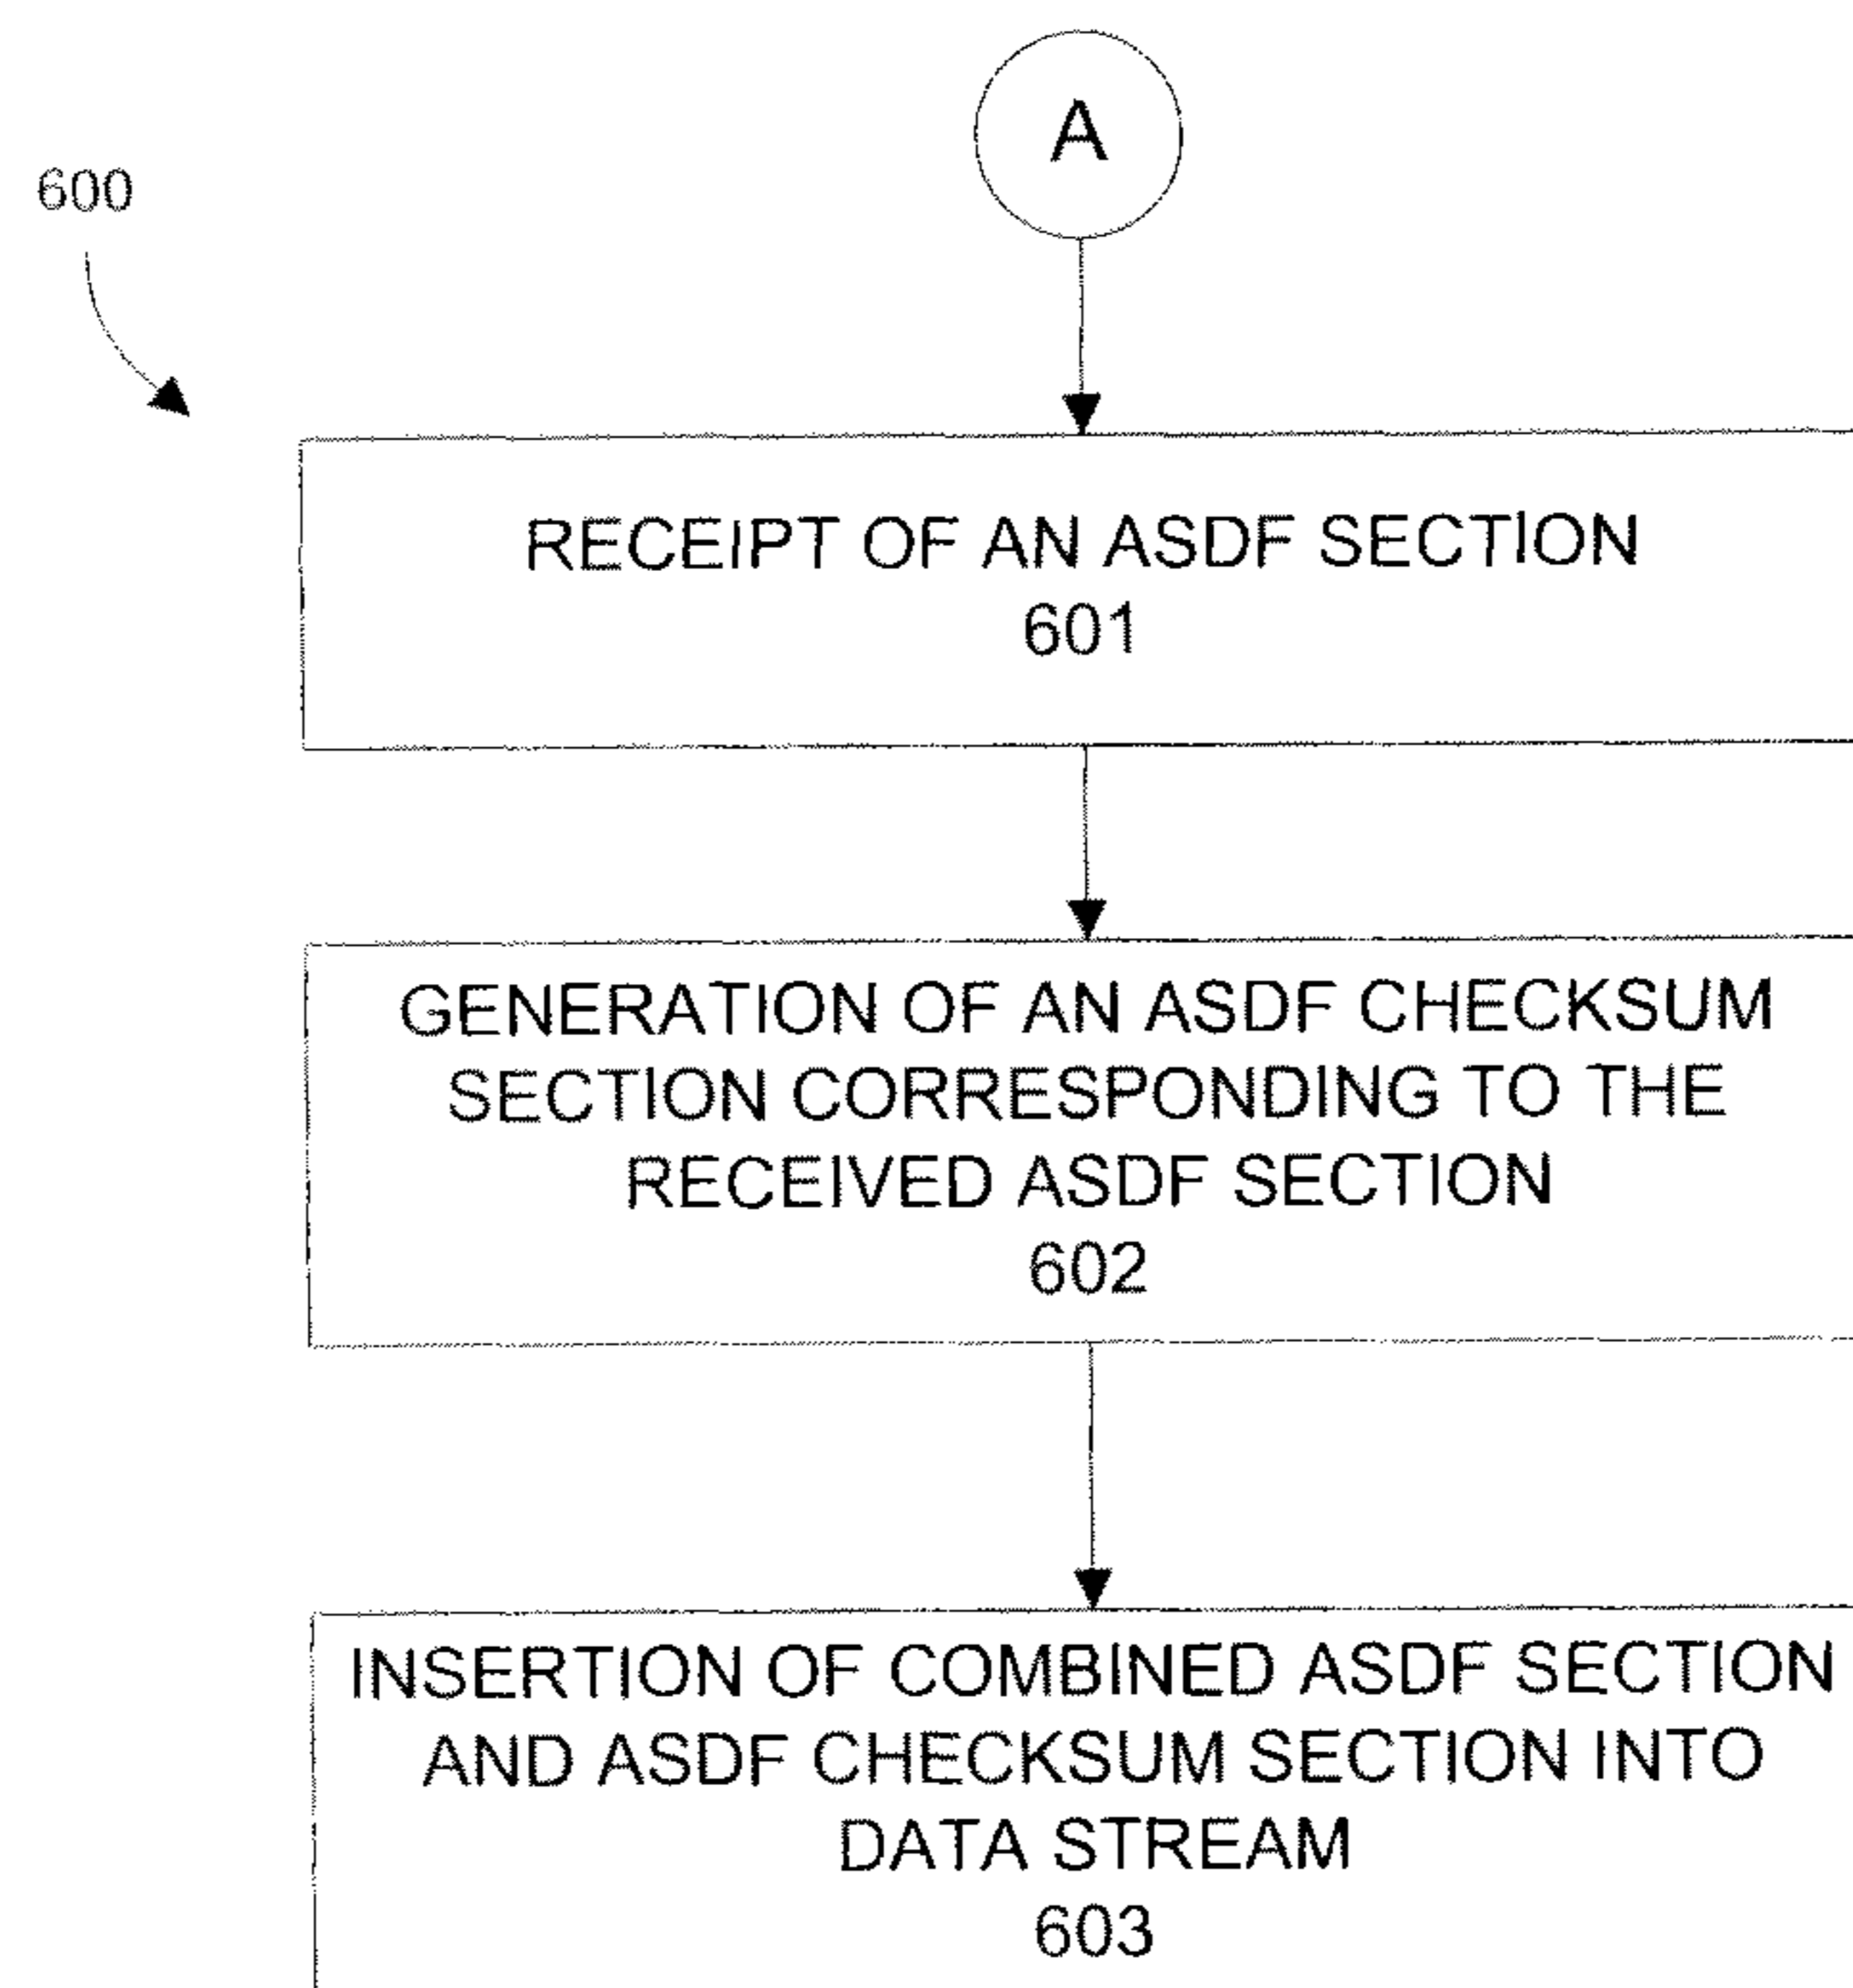 A
600
RECEIPT OF AN ASDF SECTION
601
GENERATION OF AN ASDF CHECKSUM
SECTION CORRESPONDING TO THE
RECEIVED ASDF SECTION
602
INSERTION OF COMBINED ASDF SECTION
AND ASDF CHECKSUM SECTION INTO
DATA STREAM
603